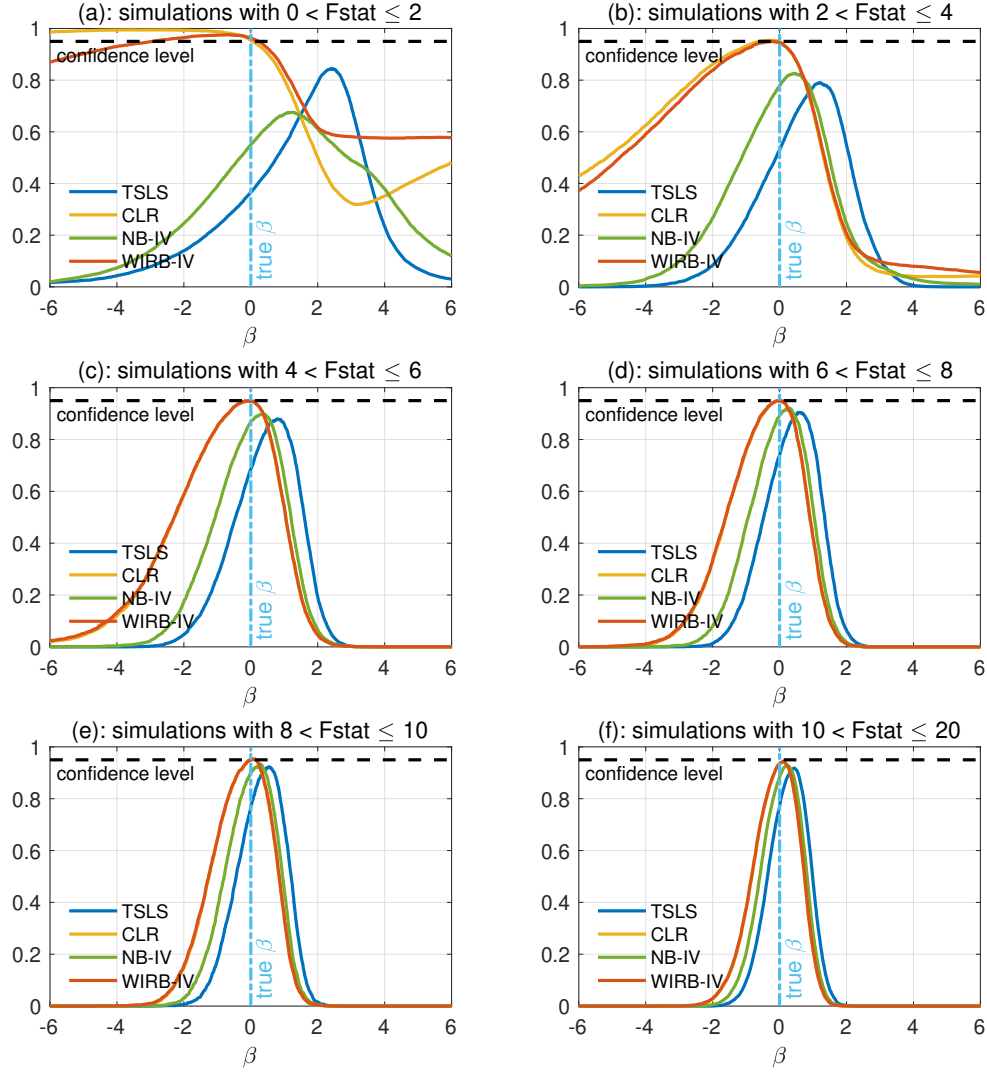 (a): simulations with 0 < Fstat ≤ 2
1
0.8
0.6
0.4
0.2
0
confidence level
TSLS
CLR
NB-IV
WIRB-IV
true β
-6 -4 -2 0 2 4 6
β
(b): simulations with 2 < Fstat ≤ 4
1
0.8
0.6
0.4
0.2
0
confidence level
TSLS
CLR
NB-IV
WIRB-IV
true β
-6 -4 -2 0 2 4 6
β
(c): simulations with 4 < Fstat ≤ 6
1
0.8
0.6
0.4
0.2
0
confidence level
TSLS
CLR
NB-IV
WIRB-IV
true β
-6 -4 -2 0 2 4 6
β
(d): simulations with 6 < Fstat ≤ 8
1
0.8
0.6
0.4
0.2
0
confidence level
TSLS
CLR
NB-IV
WIRB-IV
true β
-6 -4 -2 0 2 4 6
β
(e): simulations with 8 < Fstat ≤ 10
1
0.8
0.6
0.4
0.2
0
confidence level
TSLS
CLR
NB-IV
WIRB-IV
true β
-6 -4 -2 0 2 4 6
β
(f): simulations with 10 < Fstat ≤ 20
1
0.8
0.6
0.4
0.2
0
confidence level
TSLS
CLR
NB-IV
WIRB-IV
true β
-6 -4 -2 0 2 4 6
β